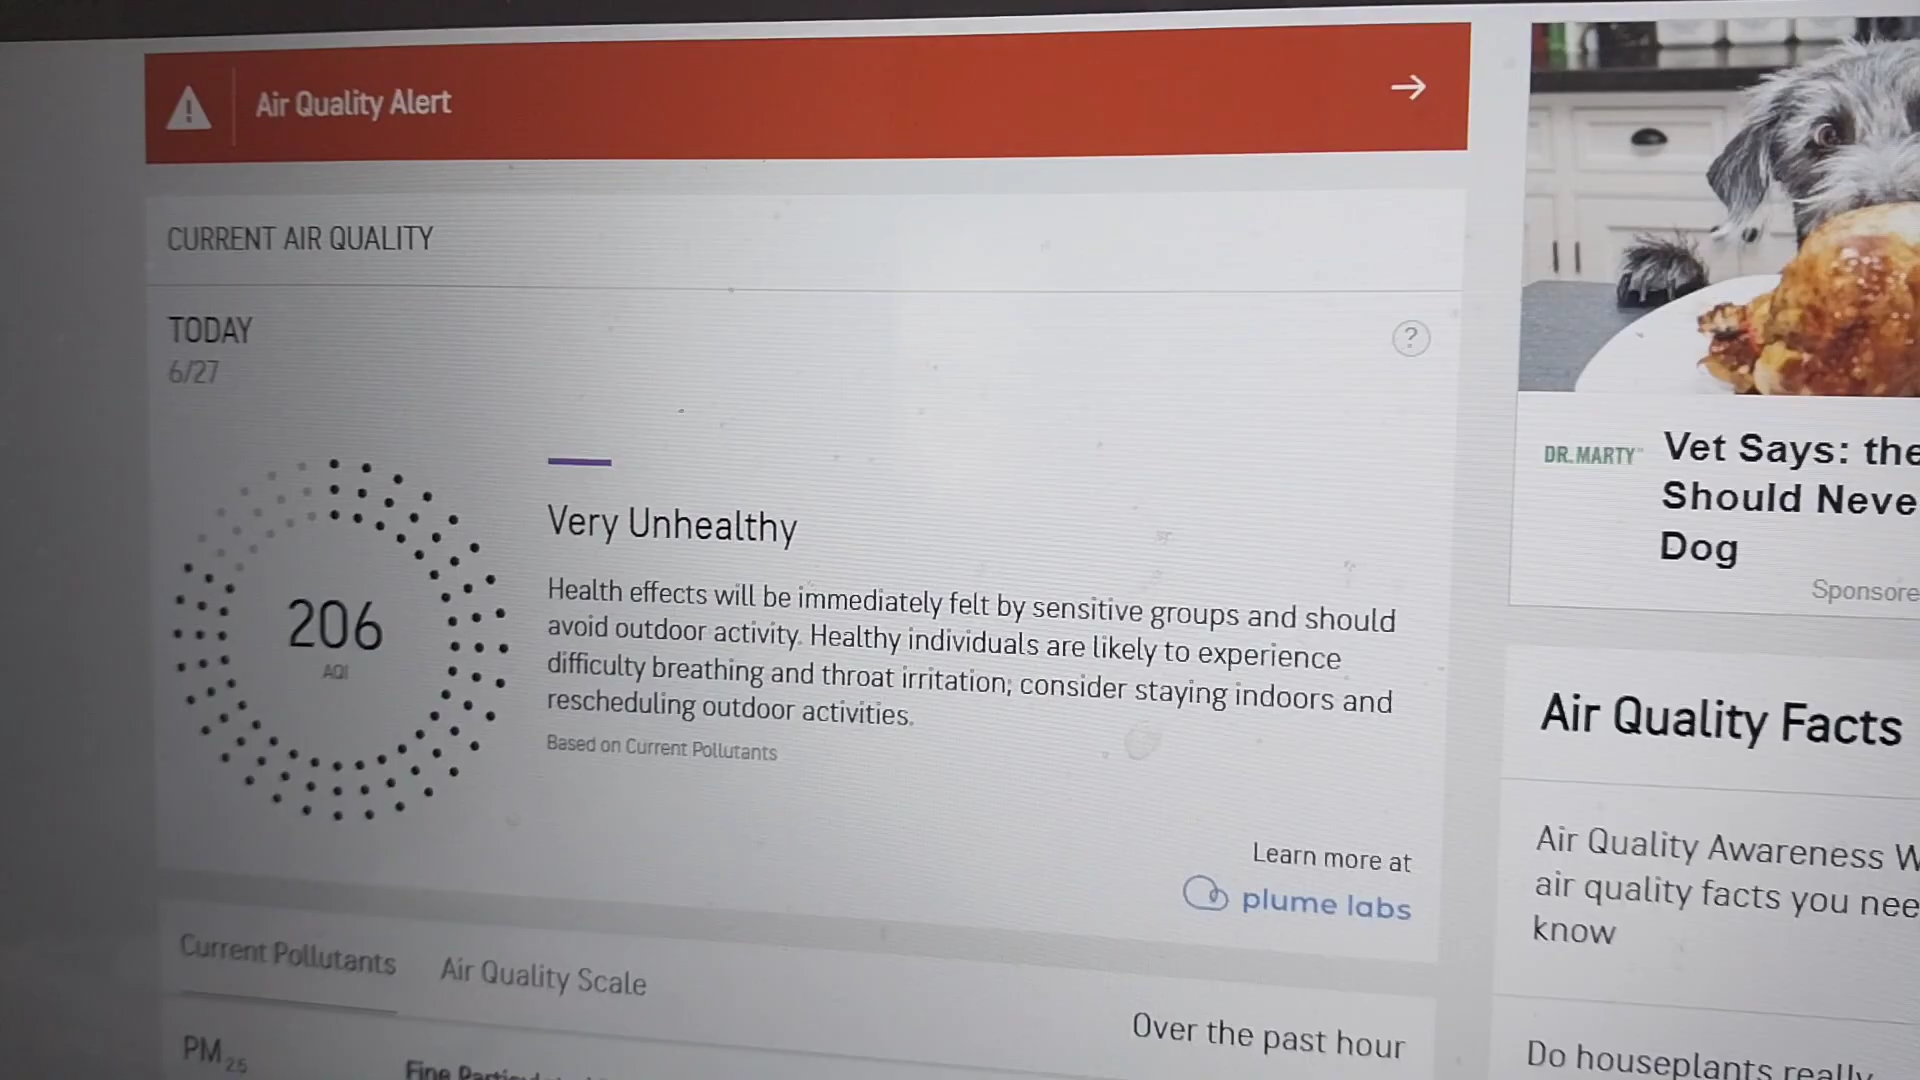 Air Quality Alert
CURRENT AIR QUALITY
TODAY
6/27
206
AQI
Very Unhealthy
Health effects will be immediately felt by sensitive groups and should
avoid outdoor activity. Healthy individuals are likely to experience
difficulty breathing and throat irritation; consider staying indoors and
rescheduling outdoor activities.
Based on Current Pollutants
Learn more at
plume labs
Current Pollutants
Air Quality Scale
Over the past hour
PM2.5
Fine
DR. MARTY™
Vet Says: the
Should Neve
Dog
Sponsore
Air Quality Facts
Air Quality Awareness W
air quality facts you nee
know
Do houseplants really